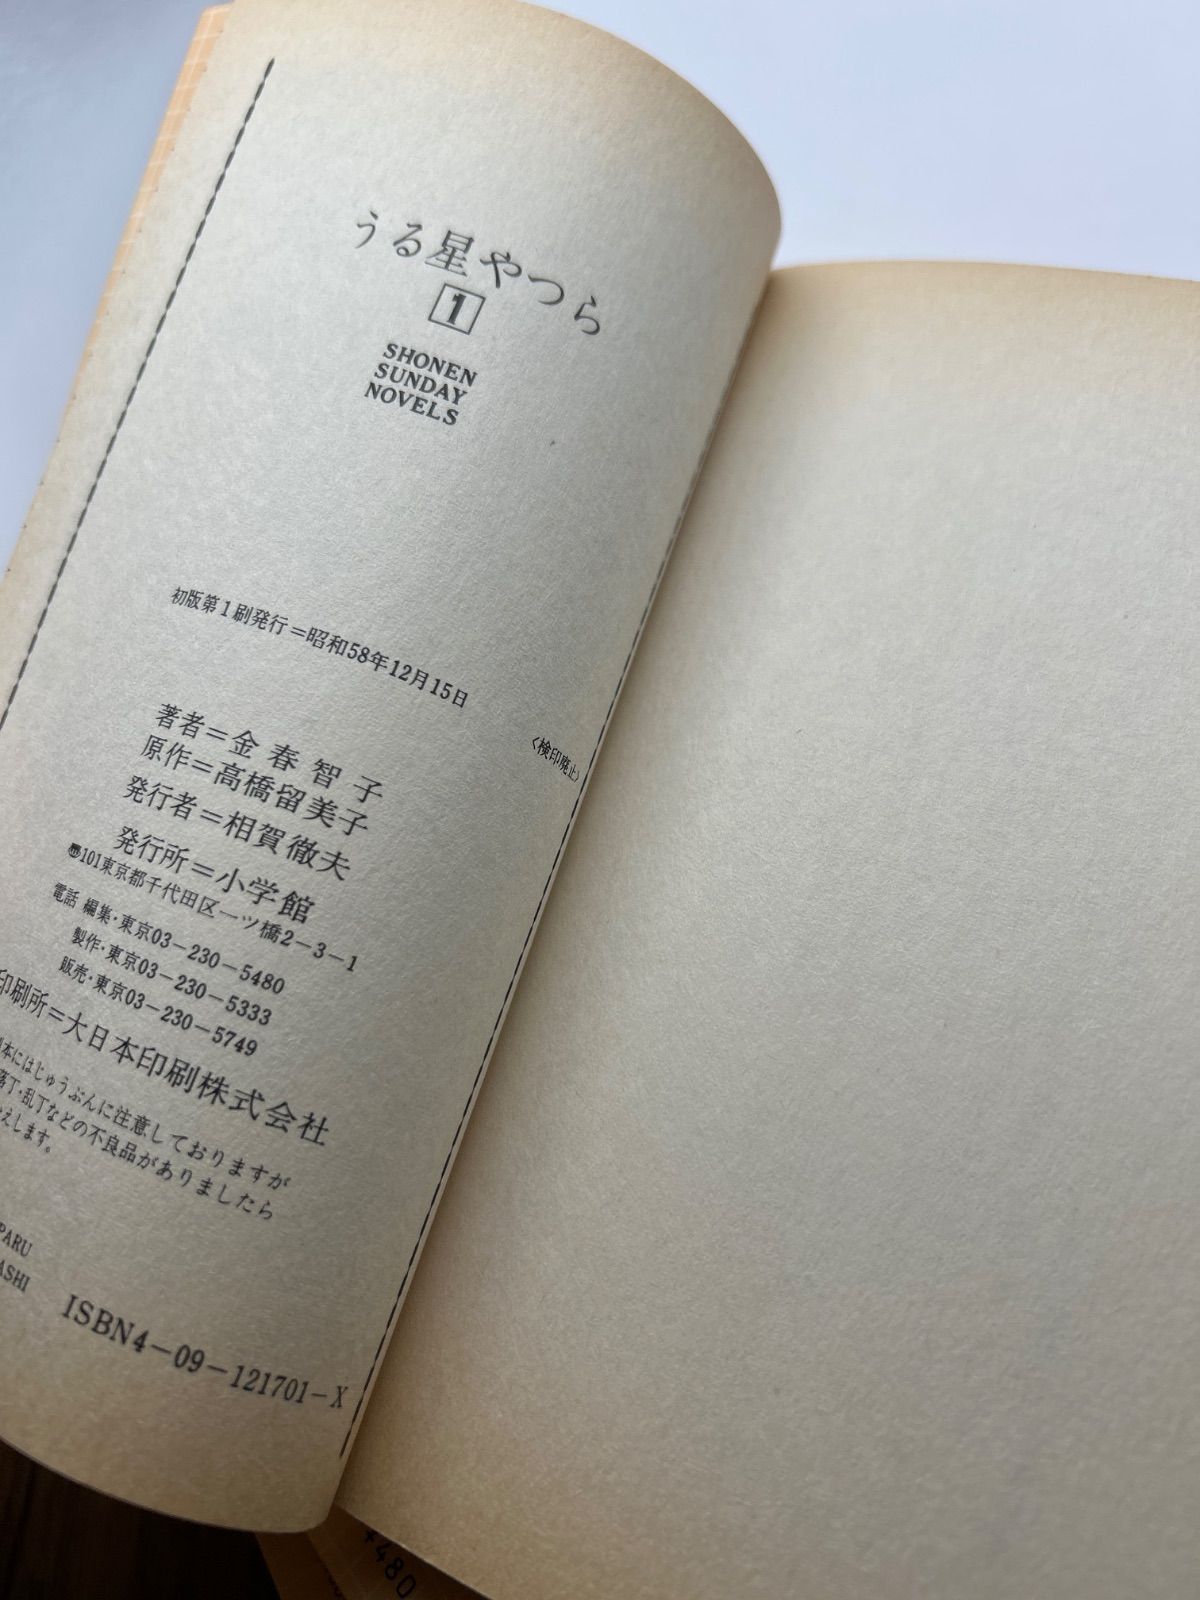 うる星やつら
1
SHONEN
SUNDAY
NOVELS
初版第1刷発行=昭和58年12月15日
〈検印廃止〉
著者=金春智子
原作=高橋留美子
発行者=相賀徹夫
発行所=小学館
〒101東京都千代田区一ツ橋2-3-1
電話 編集・東京03-230-5480
製作・東京03-230-5333
販売・東京03-230-5749
印刷所=大日本印刷株式会社
本にはじゅうぶんに注意しておりますが
落丁・乱丁などの不良品がありましたら
えします。
PARU
ASHI
ISBN4-09-121701-X
¥480